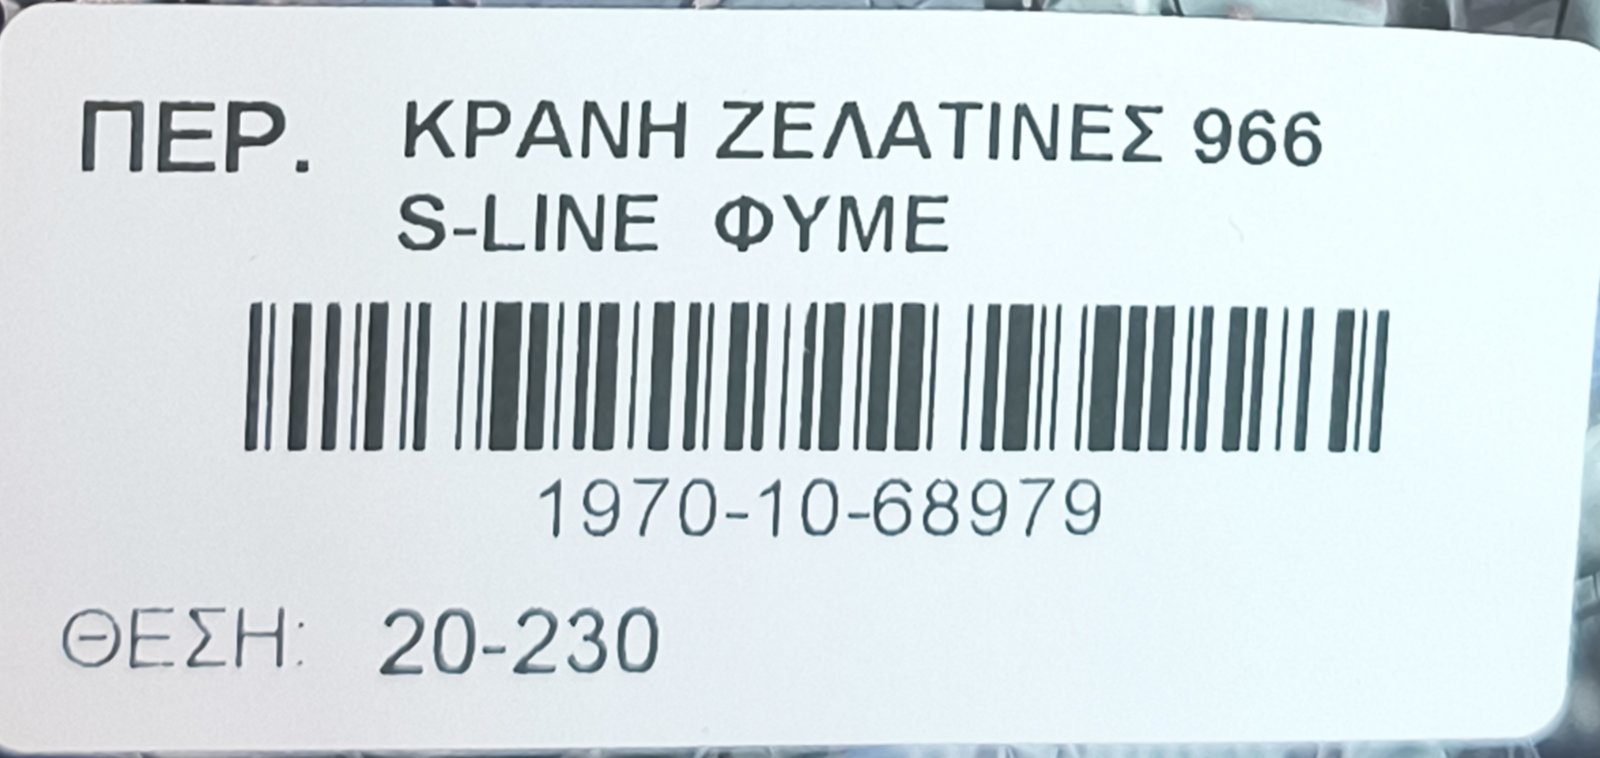 ΠΕΡ. ΚΡΑΝΗ ΖΕΛΑΤΙΝΕΣ 966
S-LINE ΦΥΜΕ
1970-10-68979
ΘΕΣΗ: 20-230